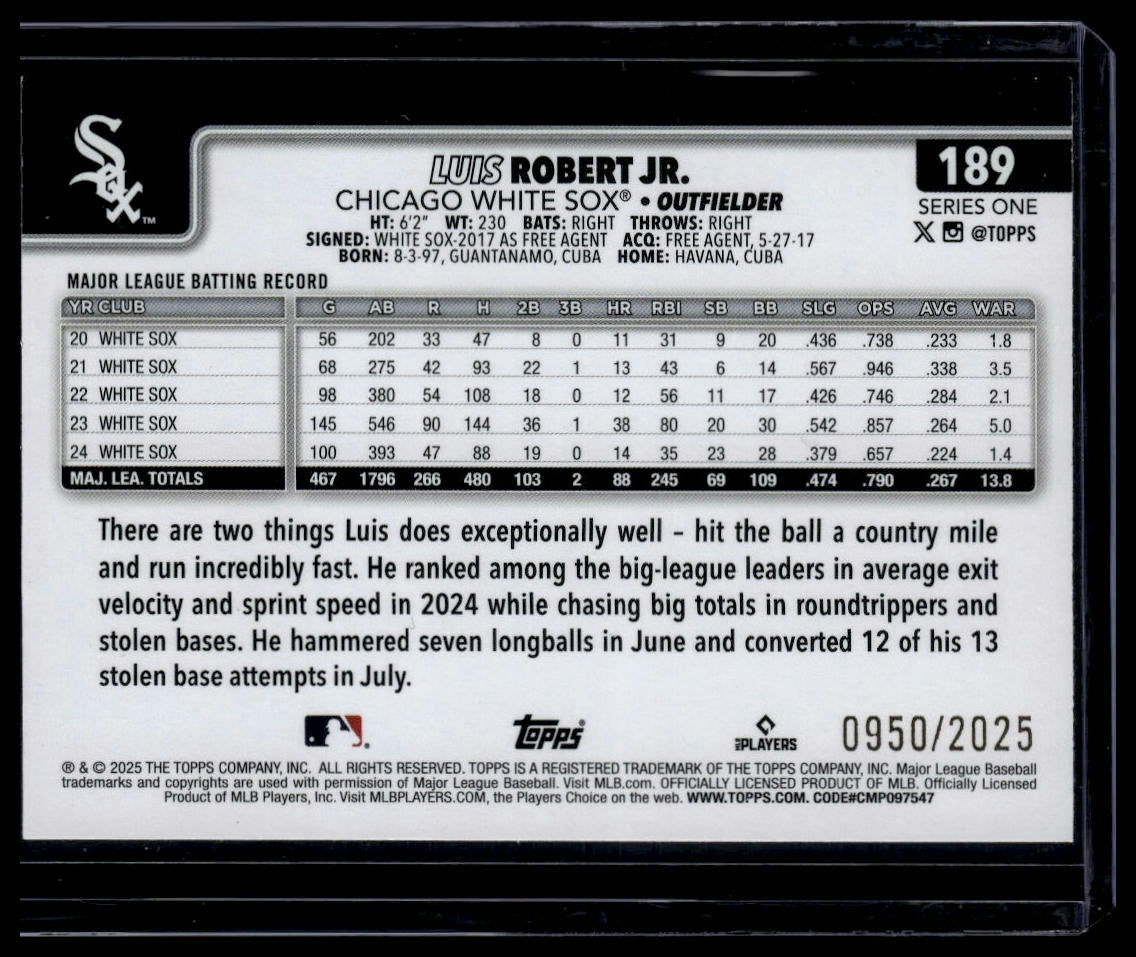 Sox™
LUIS ROBERT JR.
189
CHICAGO WHITE SOX® • OUTFIELDER
SERIES ONE
HT: 6'2" WT: 230 BATS: RIGHT THROWS: RIGHT
X @TOPPS
SIGNED: WHITE SOX-2017 AS FREE AGENT ACQ: FREE AGENT, 5-27-17
BORN: 8-3-97, GUANTANAMO, CUBA HOME: HAVANA, CUBA
MAJOR LEAGUE BATTING RECORD
YR CLUB G AB R H 2B 3B HR RBI SB BB SLG OPS AVG WAR
20 WHITE SOX 56 202 33 47 8 0 11 31 9 20 .436 .738 .233 1.8
21 WHITE SOX 68 275 42 93 22 1 13 43 6 14 .567 .946 .338 3.5
22 WHITE SOX 98 380 54 108 18 0 12 56 11 17 .426 .746 .284 2.1
23 WHITE SOX 145 546 90 144 36 1 38 80 20 30 .542 .857 .264 5.0
24 WHITE SOX 100 393 47 88 19 0 14 35 23 28 .379 .657 .224 1.4
MAJ. LEA. TOTALS 467 1796 266 480 103 2 88 245 69 109 .474 .790 .267 13.8
There are two things Luis does exceptionally well – hit the ball a country mile
and run incredibly fast. He ranked among the big-league leaders in average exit
velocity and sprint speed in 2024 while chasing big totals in roundtrippers and
stolen bases. He hammered seven longballs in June and converted 12 of his 13
stolen base attempts in July.
Topps MLB PLAYERS 0950/2025
® & © 2025 THE TOPPS COMPANY, INC. ALL RIGHTS RESERVED. TOPPS IS A REGISTERED TRADEMARK OF THE TOPPS COMPANY, INC. Major League Baseball
trademarks and copyrights are used with permission of Major League Baseball. Visit MLB.com. OFFICIALLY LICENSED PRODUCT OF MLB. Officially Licensed
Product of MLB Players, Inc. Visit MLBPLAYERS.COM, the Players Choice on the web. WWW.TOPPS.COM. CODE#CMP097547